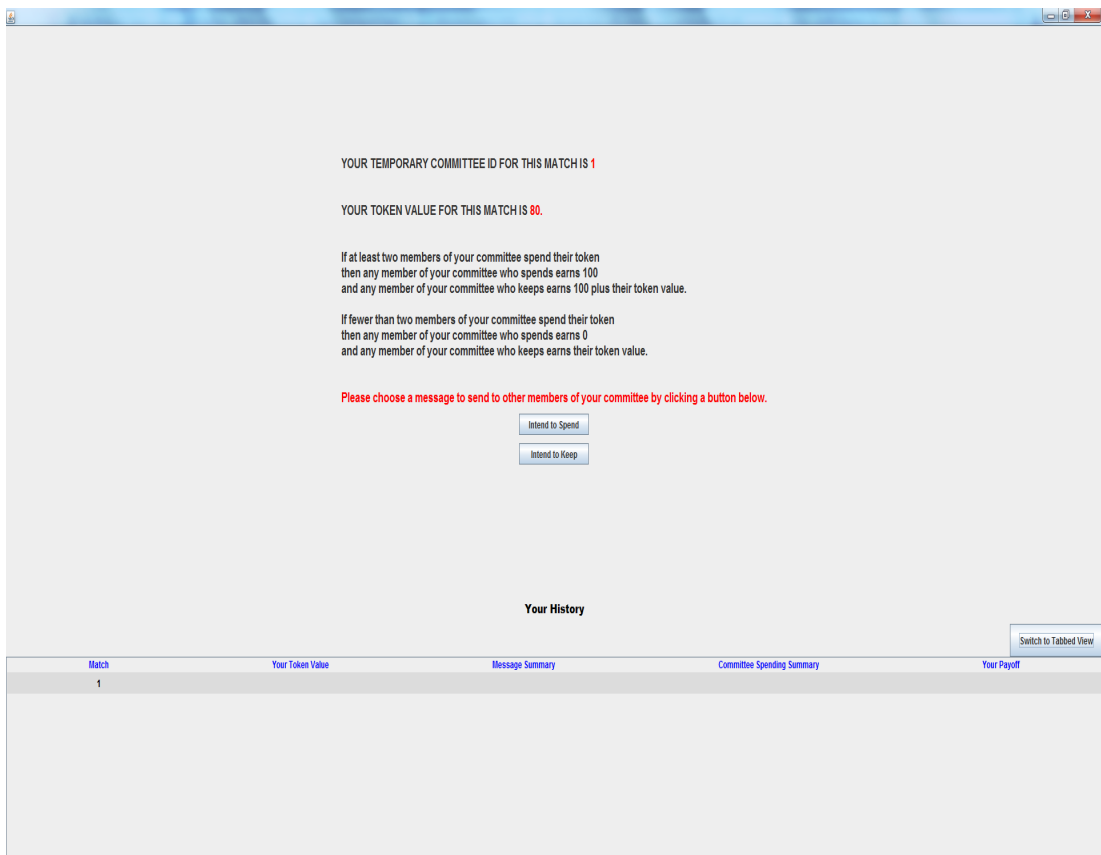 YOUR TEMPORARY COMMITTEE ID FOR THIS MATCH IS 1
YOUR TOKEN VALUE FOR THIS MATCH IS 80.
If at least two members of your committee spend their token
then any member of your committee who spends earns 100
and any member of your committee who keeps earns 100 plus their token value.
If fewer than two members of your committee spend their token
then any member of your committee who spends earns 0
and any member of your committee who keeps earns their token value.
Please choose a message to send to other members of your committee by clicking a button below.
Intend to Spend
Intend to Keep
Your History
Switch to Tabbed View
Match Your Token Value Message Summary Committee Spending Summary Your Payoff
1